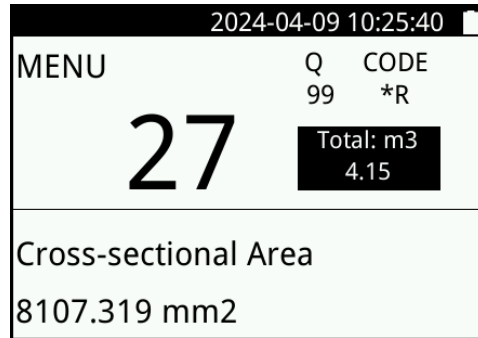 2024-04-09 10:25:40
MENU
Q CODE
99 *R
27
Total: m3
4.15
Cross-sectional Area
8107.319 mm2